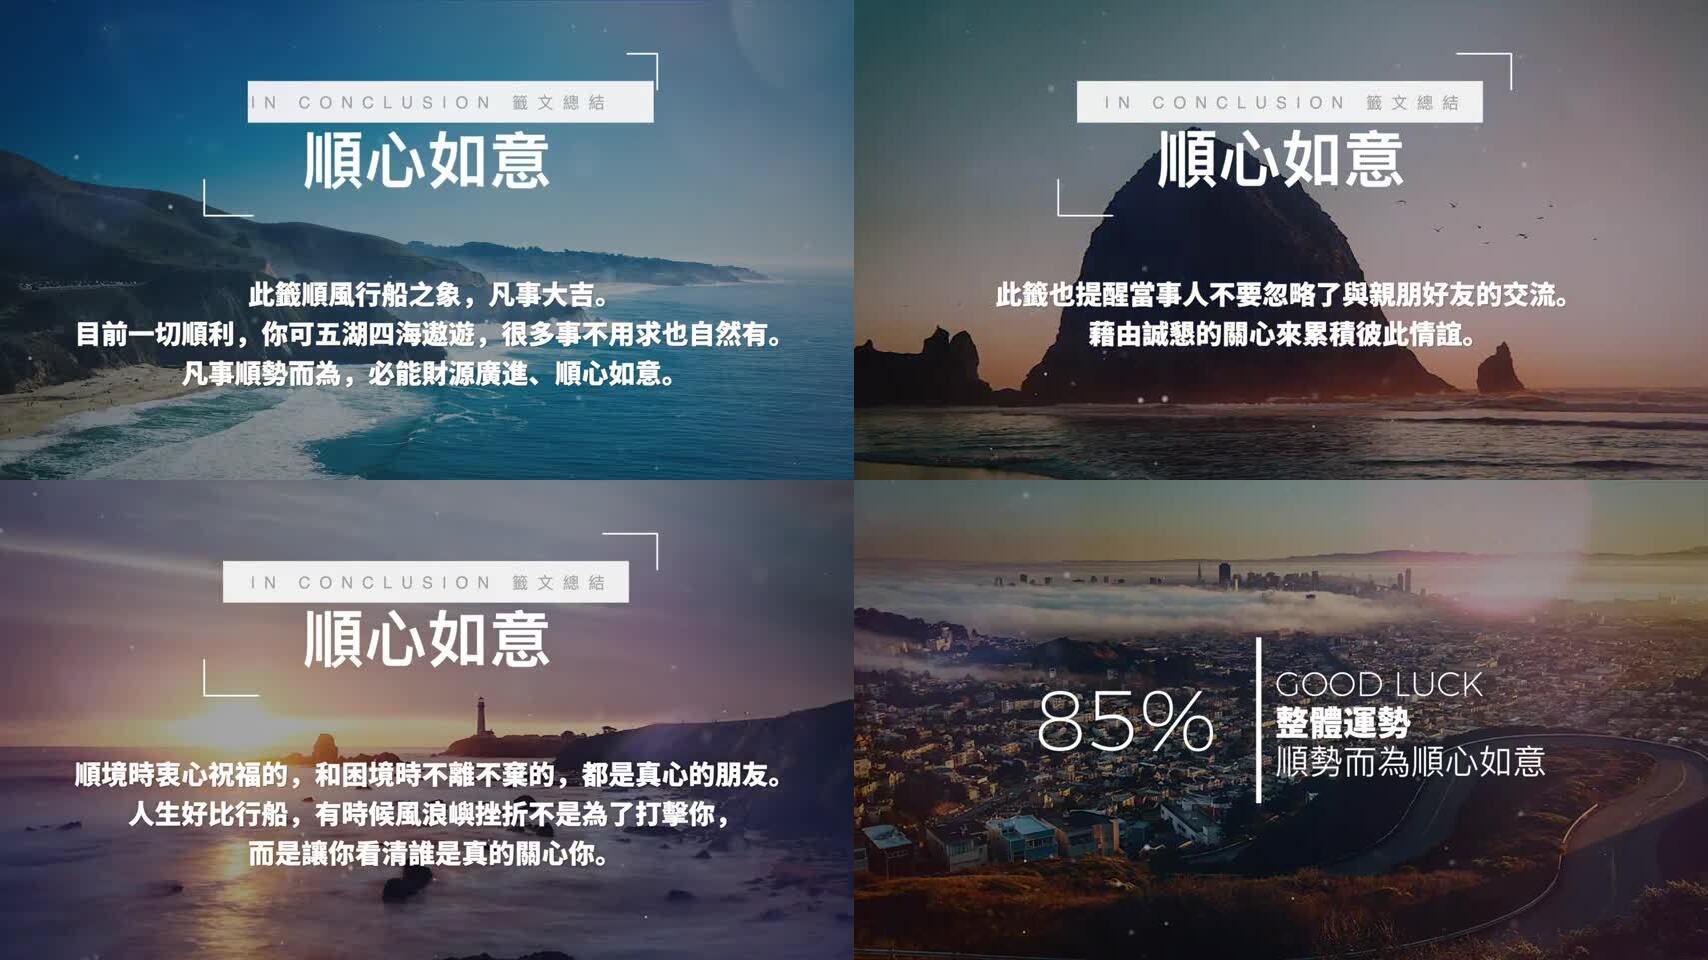 IN CONCLUSION 籤文總結
順心如意
此籤順風行船之象，凡事大吉。
目前一切順利，你可五湖四海遨遊，很多事不用求也自然有。
凡事順勢而為，必能財源廣進、順心如意。
IN CONCLUSION 籤文總結
順心如意
此籤也提醒當事人不要忽略了與親朋好友的交流。
藉由誠懇的關心來累積彼此情誼。
IN CONCLUSION 籤文總結
順心如意
順境時衷心祝福的，和困境時不離不棄的，都是真心的朋友。
人生好比行船，有時候風浪嶼挫折不是為了打擊你，
而是讓你看清誰是真的關心你。
85%
GOOD LUCK
整體運勢
順勢而為順心如意